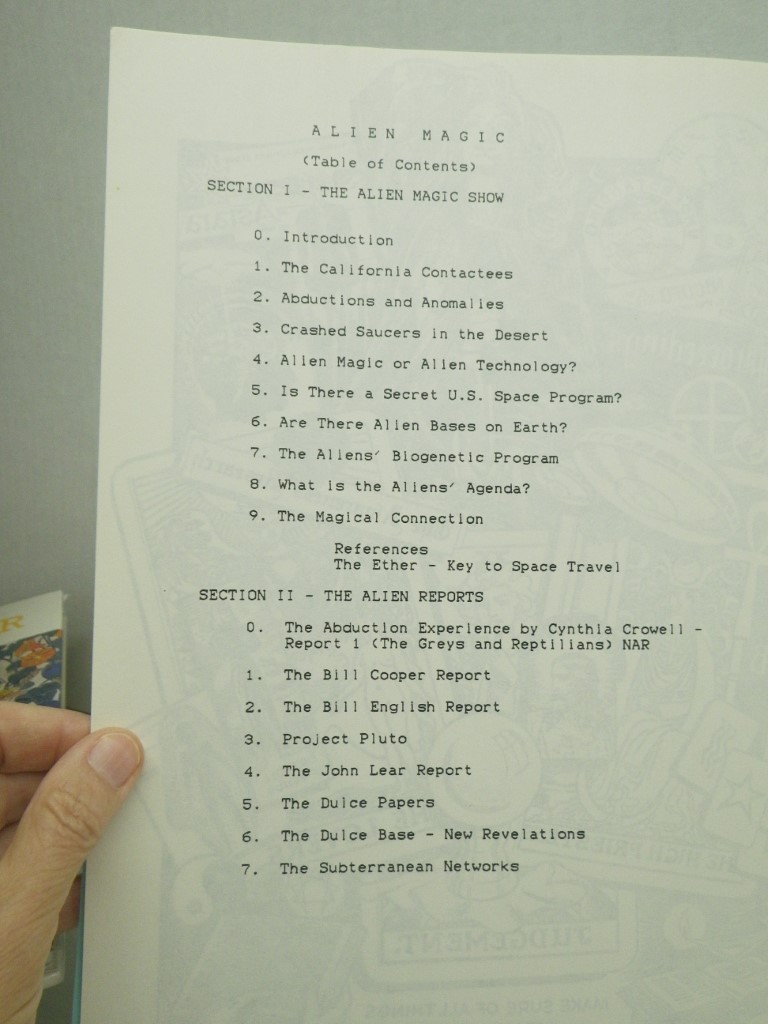 A L I E N   M A G I C
(Table of Contents)
SECTION I - THE ALIEN MAGIC SHOW
0. Introduction
1. The California Contactees
2. Abductions and Anomalies
3. Crashed Saucers in the Desert
4. Alien Magic or Alien Technology?
5. Is There a Secret U.S. Space Program?
6. Are There Alien Bases on Earth?
7. The Aliens' Biogenetic Program
8. What is the Aliens' Agenda?
9. The Magical Connection
References
The Ether - Key to Space Travel
SECTION II - THE ALIEN REPORTS
0. The Abduction Experience by Cynthia Crowell -
Report 1 (The Greys and Reptilians) NAR
1. The Bill Cooper Report
2. The Bill English Report
3. Project Pluto
4. The John Lear Report
5. The Dulce Papers
6. The Dulce Base - New Revelations
7. The Subterranean Networks
JUDGEMENT.
MAKE SURE OF ALL THINGS
R